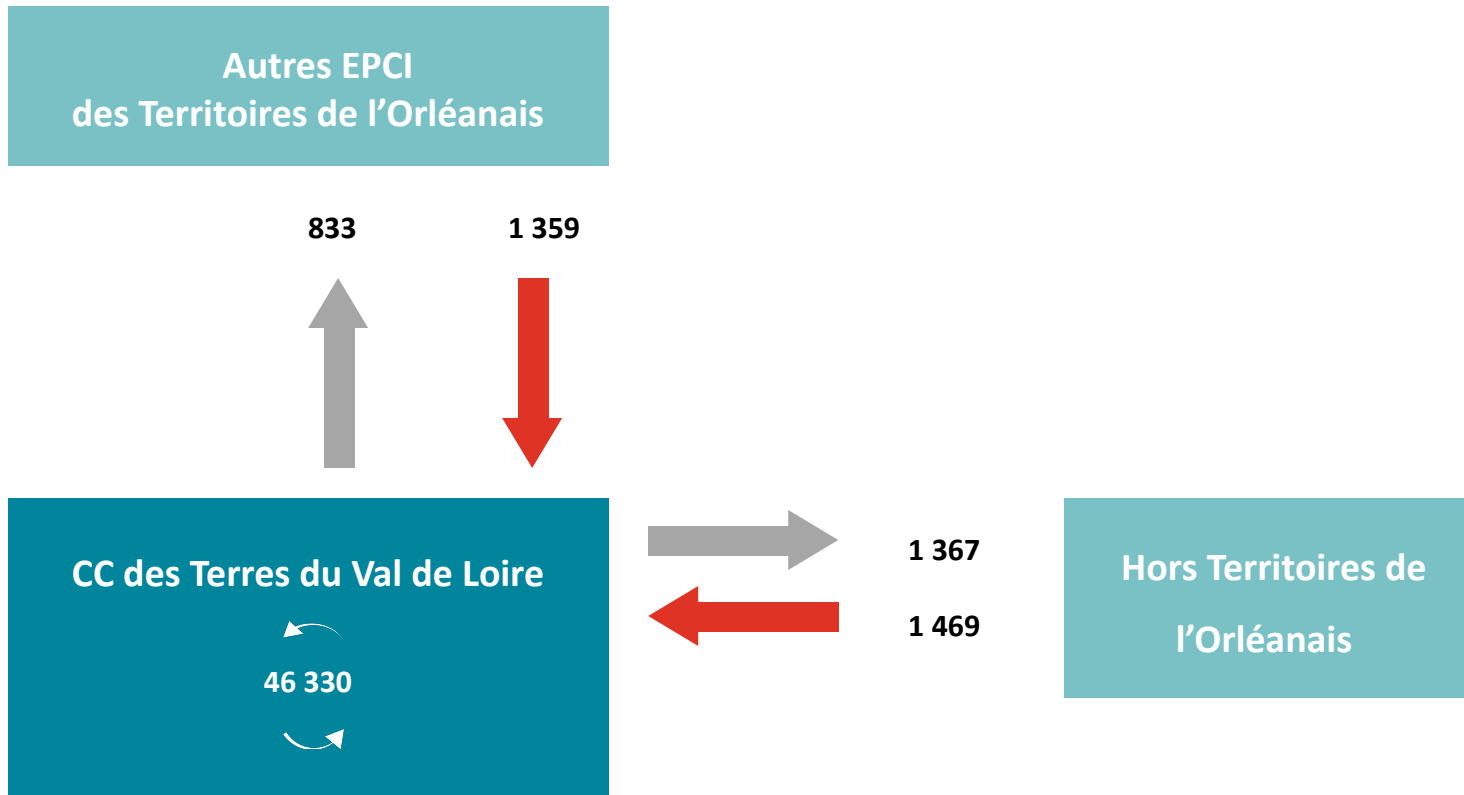 Autres EPCI
des Territoires de l’Orléanais
833
1 359
CC des Terres du Val de Loire
46 330
1 367
1 469
Hors Territoires de
l’Orléanais